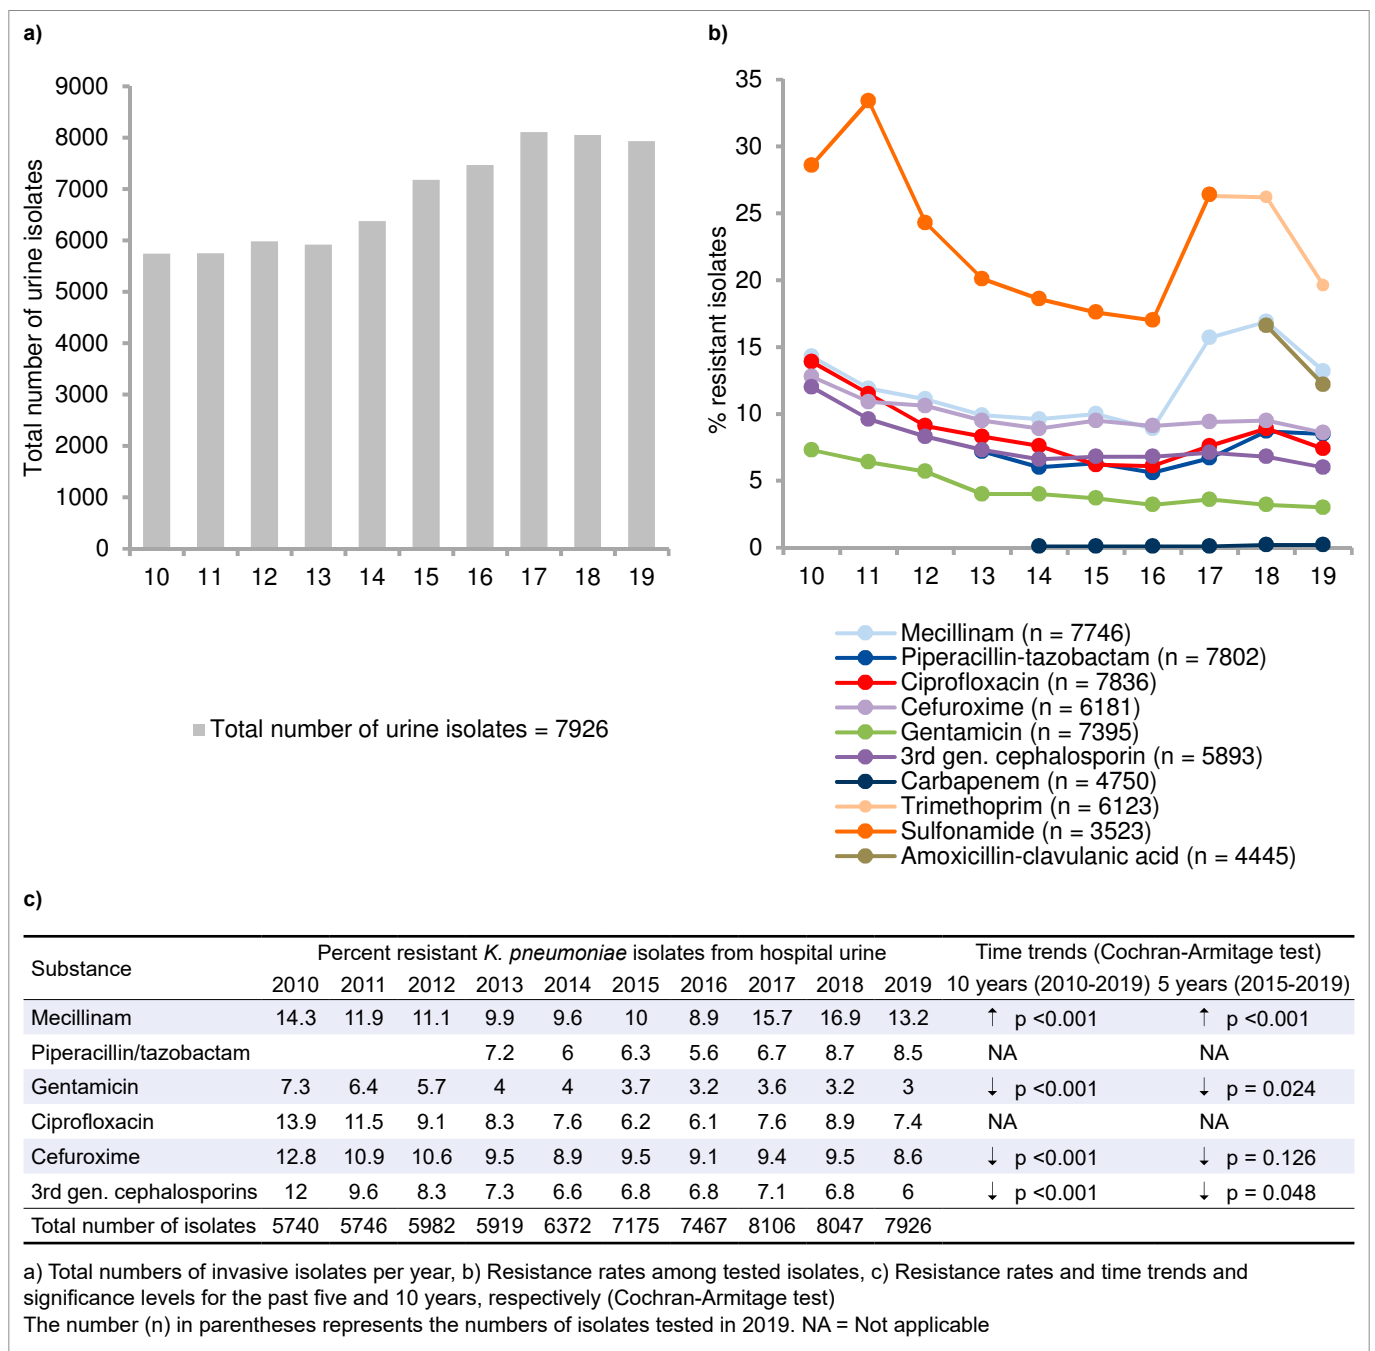 a)
Total number of urine isolates
9000
8000
7000
6000
5000
4000
3000
2000
1000
0
10 11 12 13 14 15 16 17 18 19
Total number of urine isolates = 7926
b)
% resistant isolates
35
30
25
20
15
10
5
0
10 11 12 13 14 15 16 17 18 19
Mecillinam (n = 7746)
Piperacillin-tazobactam (n = 7802)
Ciprofloxacin (n = 7836)
Cefuroxime (n = 6181)
Gentamicin (n = 7395)
3rd gen. cephalosporin (n = 5893)
Carbapenem (n = 4750)
Trimethoprim (n = 6123)
Sulfonamide (n = 3523)
Amoxicillin-clavulanic acid (n = 4445)
c)
Substance Percent resistant K. pneumoniae isolates from hospital urine Time trends (Cochran-Armitage test)
2010 2011 2012 2013 2014 2015 2016 2017 2018 2019 10 years (2010-2019) 5 years (2015-2019)
Mecillinam 14.3 11.9 11.1 9.9 9.6 10 8.9 15.7 16.9 13.2 ↑ p <0.001 ↑ p <0.001
Piperacillin/tazobactam 7.2 6 6.3 5.6 6.7 8.7 8.5 NA NA
Gentamicin 7.3 6.4 5.7 4 4 3.7 3.2 3.6 3.2 3 ↓ p <0.001 ↓ p = 0.024
Ciprofloxacin 13.9 11.5 9.1 8.3 7.6 6.2 6.1 7.6 8.9 7.4 NA NA
Cefuroxime 12.8 10.9 10.6 9.5 8.9 9.5 9.1 9.4 9.5 8.6 ↓ p <0.001 ↓ p = 0.126
3rd gen. cephalosporins 12 9.6 8.3 7.3 6.6 6.8 6.8 7.1 6.8 6 ↓ p <0.001 ↓ p = 0.048
Total number of isolates 5740 5746 5982 5919 6372 7175 7467 8106 8047 7926
a) Total numbers of invasive isolates per year, b) Resistance rates among tested isolates, c) Resistance rates and time trends and
significance levels for the past five and 10 years, respectively (Cochran-Armitage test)
The number (n) in parentheses represents the numbers of isolates tested in 2019. NA = Not applicable